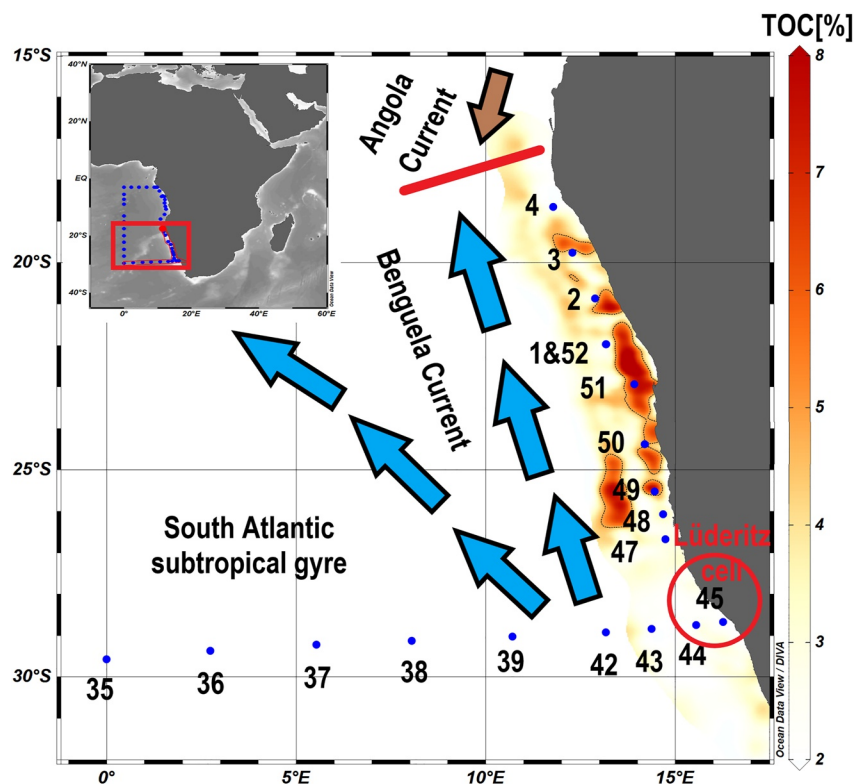 TOC[%]
15°S
20°S
25°S
30°S
0°
5°
10°
15°
8
7
6
5
4
3
2
40°N
20°N
EQ
20°S
40°S
0°
20°E
40°E
60°E
Ocean Data View
Angola
Current
Benguela Current
South Atlantic
subtropical gyre
Lüderitz
cell
4
3
2
1&52
51
50
49
48
47
45
35
36
37
38
39
42
43
44
Ocean Data View / DIVA